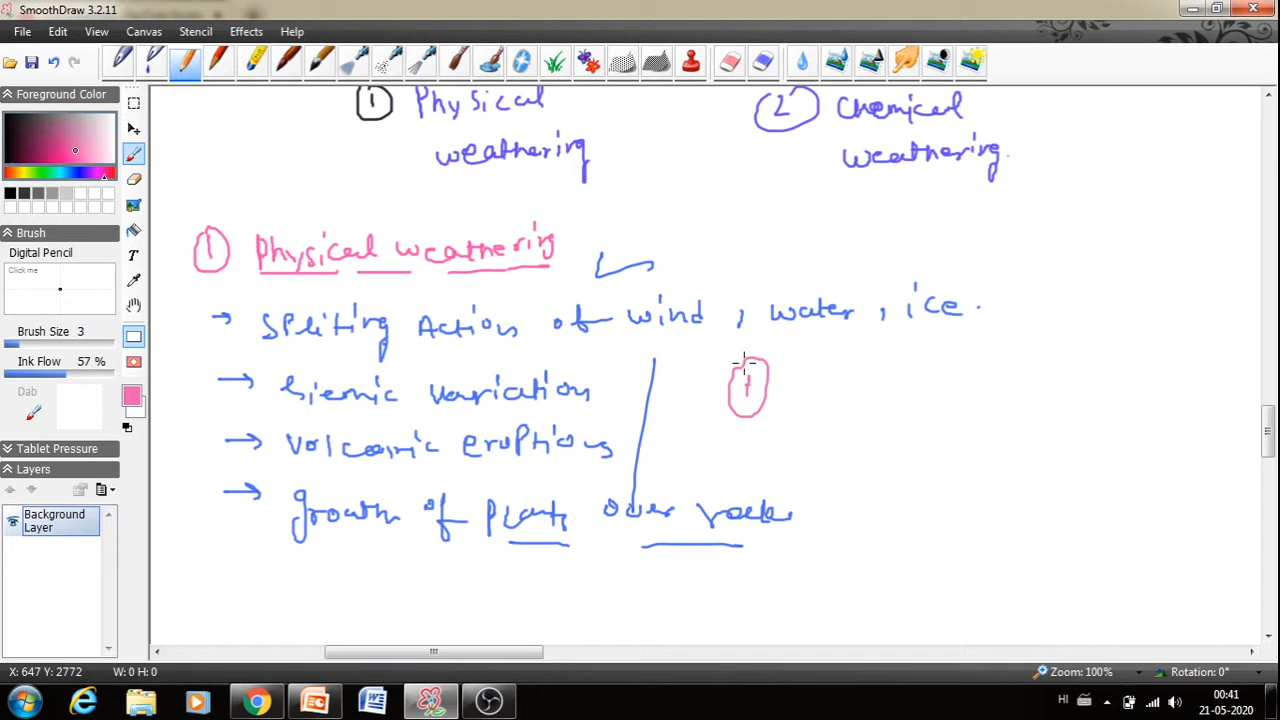 SmoothDraw 3.2.11
File Edit View Canvas Stencil Effects Help
Foreground Color
Brush
Digital Pencil
Click me
Brush Size 3
Ink Flow 57 %
Tablet Pressure
Layers
Background Layer
1 Physical weathering
2 Chemical weathering.
1 Physical weathering
→ Spliting Action of wind, water, ice.
→ Siemic variation
→ Volcanic eruptions
→ growth of plants over rocks
1
X: 647 Y: 2772 W: 0 H: 0
Zoom: 100%
Rotation: 0°
HI
00:41
21-05-2020